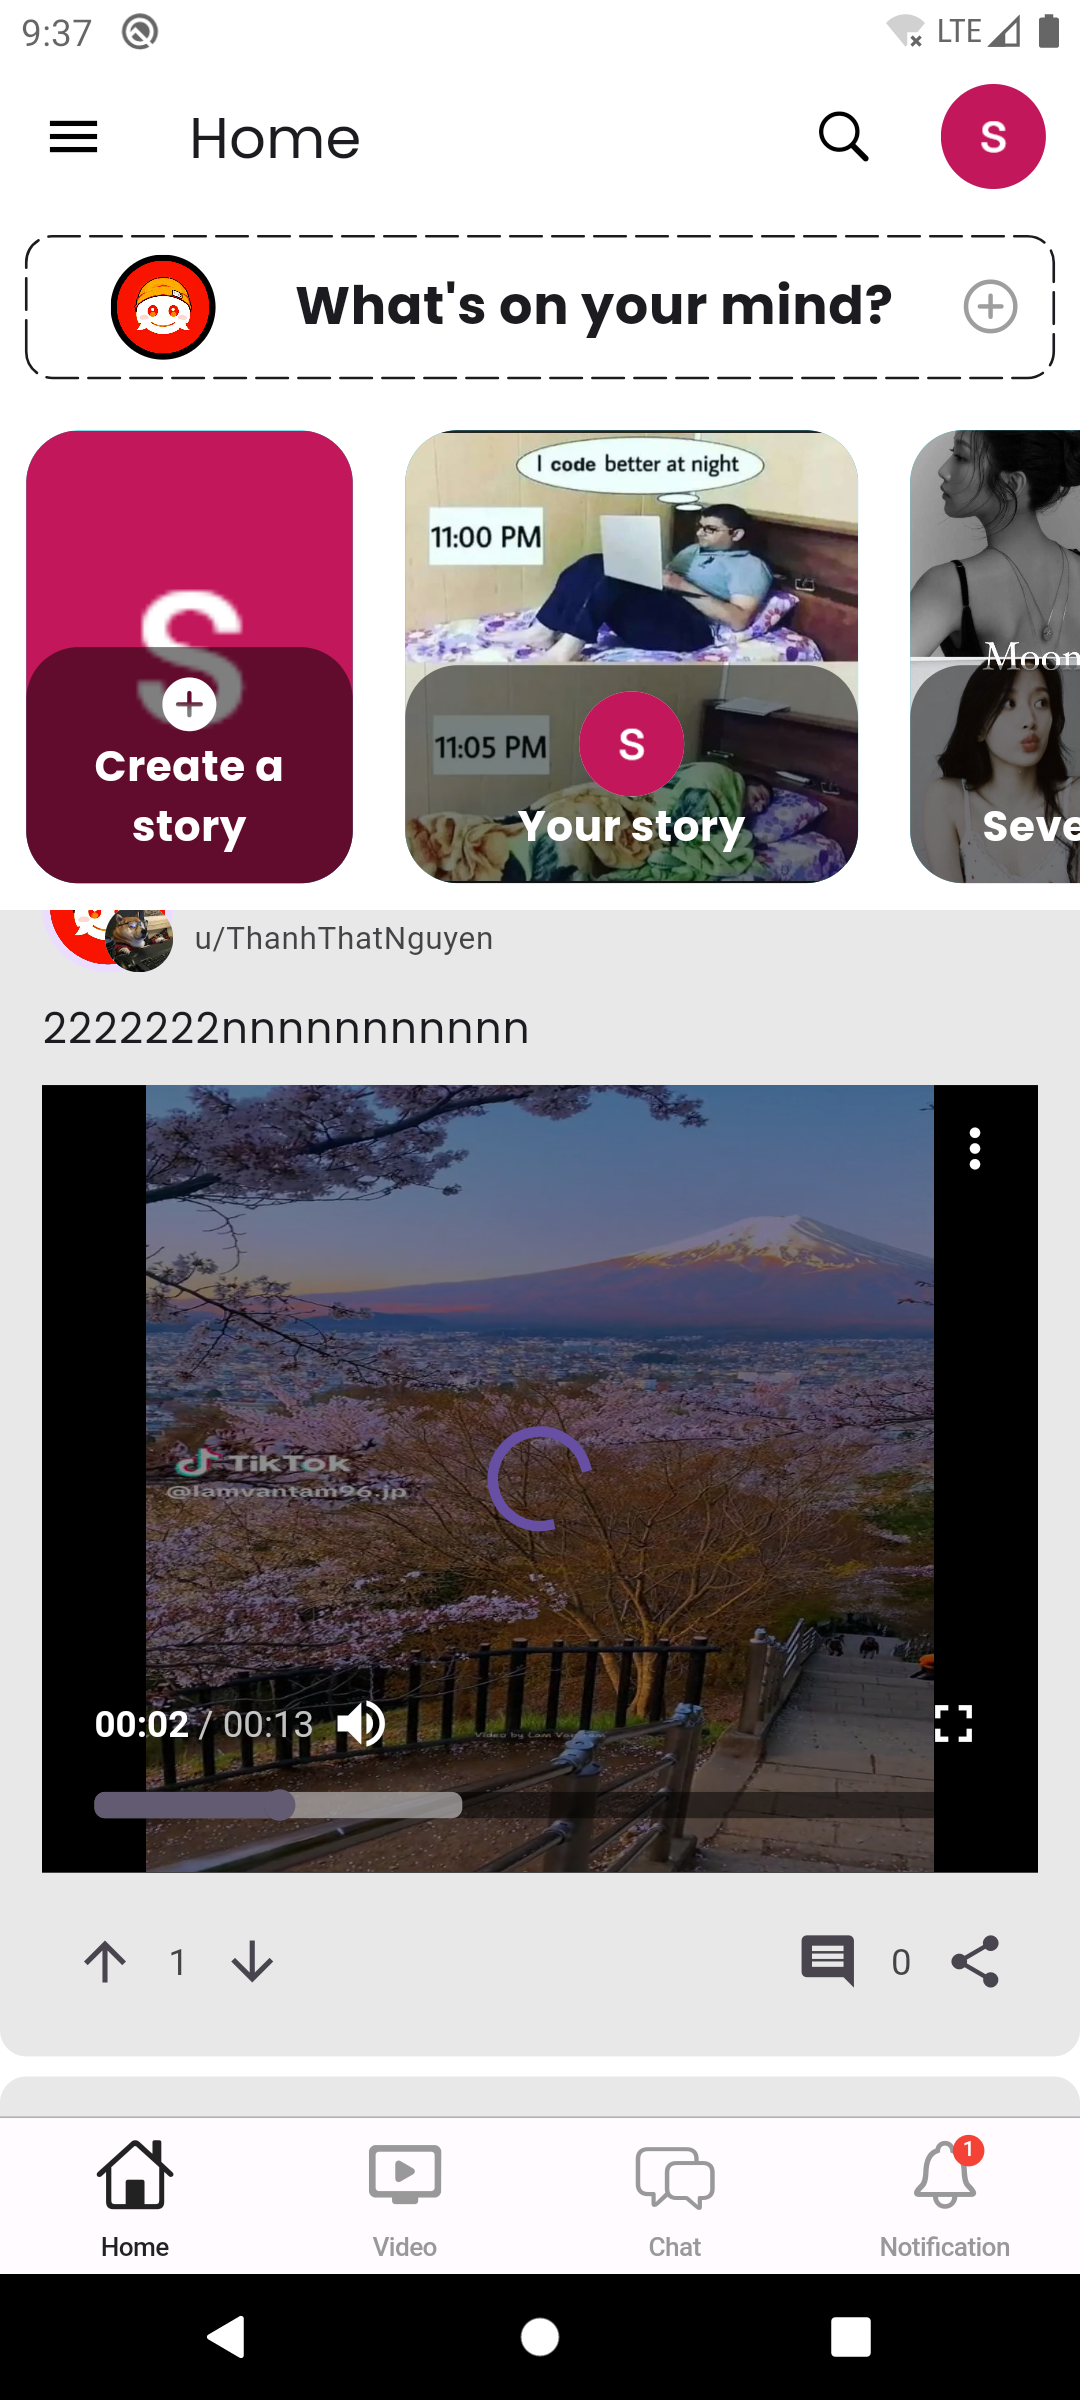 9:37
LTE
Home
S
What's on your mind?
I code better at night
11:00 PM
S
Create a
story
11:05 PM
S
Your story
Moon
Seve
u/ThanhThatNguyen
2222222nnnnnnnnnnnn
TikTok
@lamvantam96.jp
00:02 / 00:13
1
0
1
Home
Video
Chat
Notification